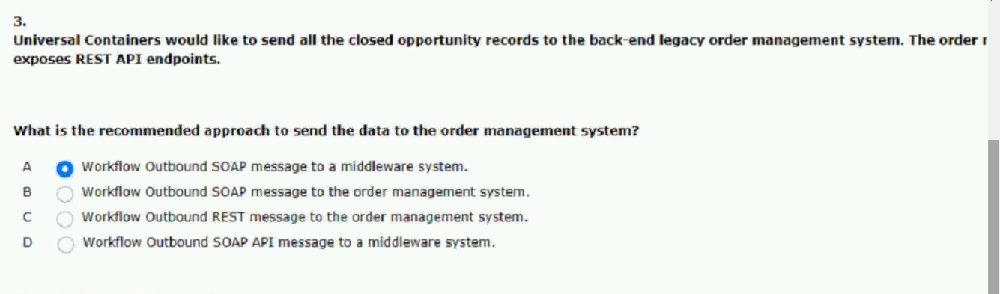 3.
Universal Containers would like to send all the closed opportunity records to the back-end legacy order management system. The order
exposes REST API endpoints.
What is the recommended approach to send the data to the order management system?
A Workflow Outbound SOAP message to a middleware system.
B Workflow Outbound SOAP message to the order management system.
C Workflow Outbound REST message to the order management system.
D Workflow Outbound SOAP API message to a middleware system.